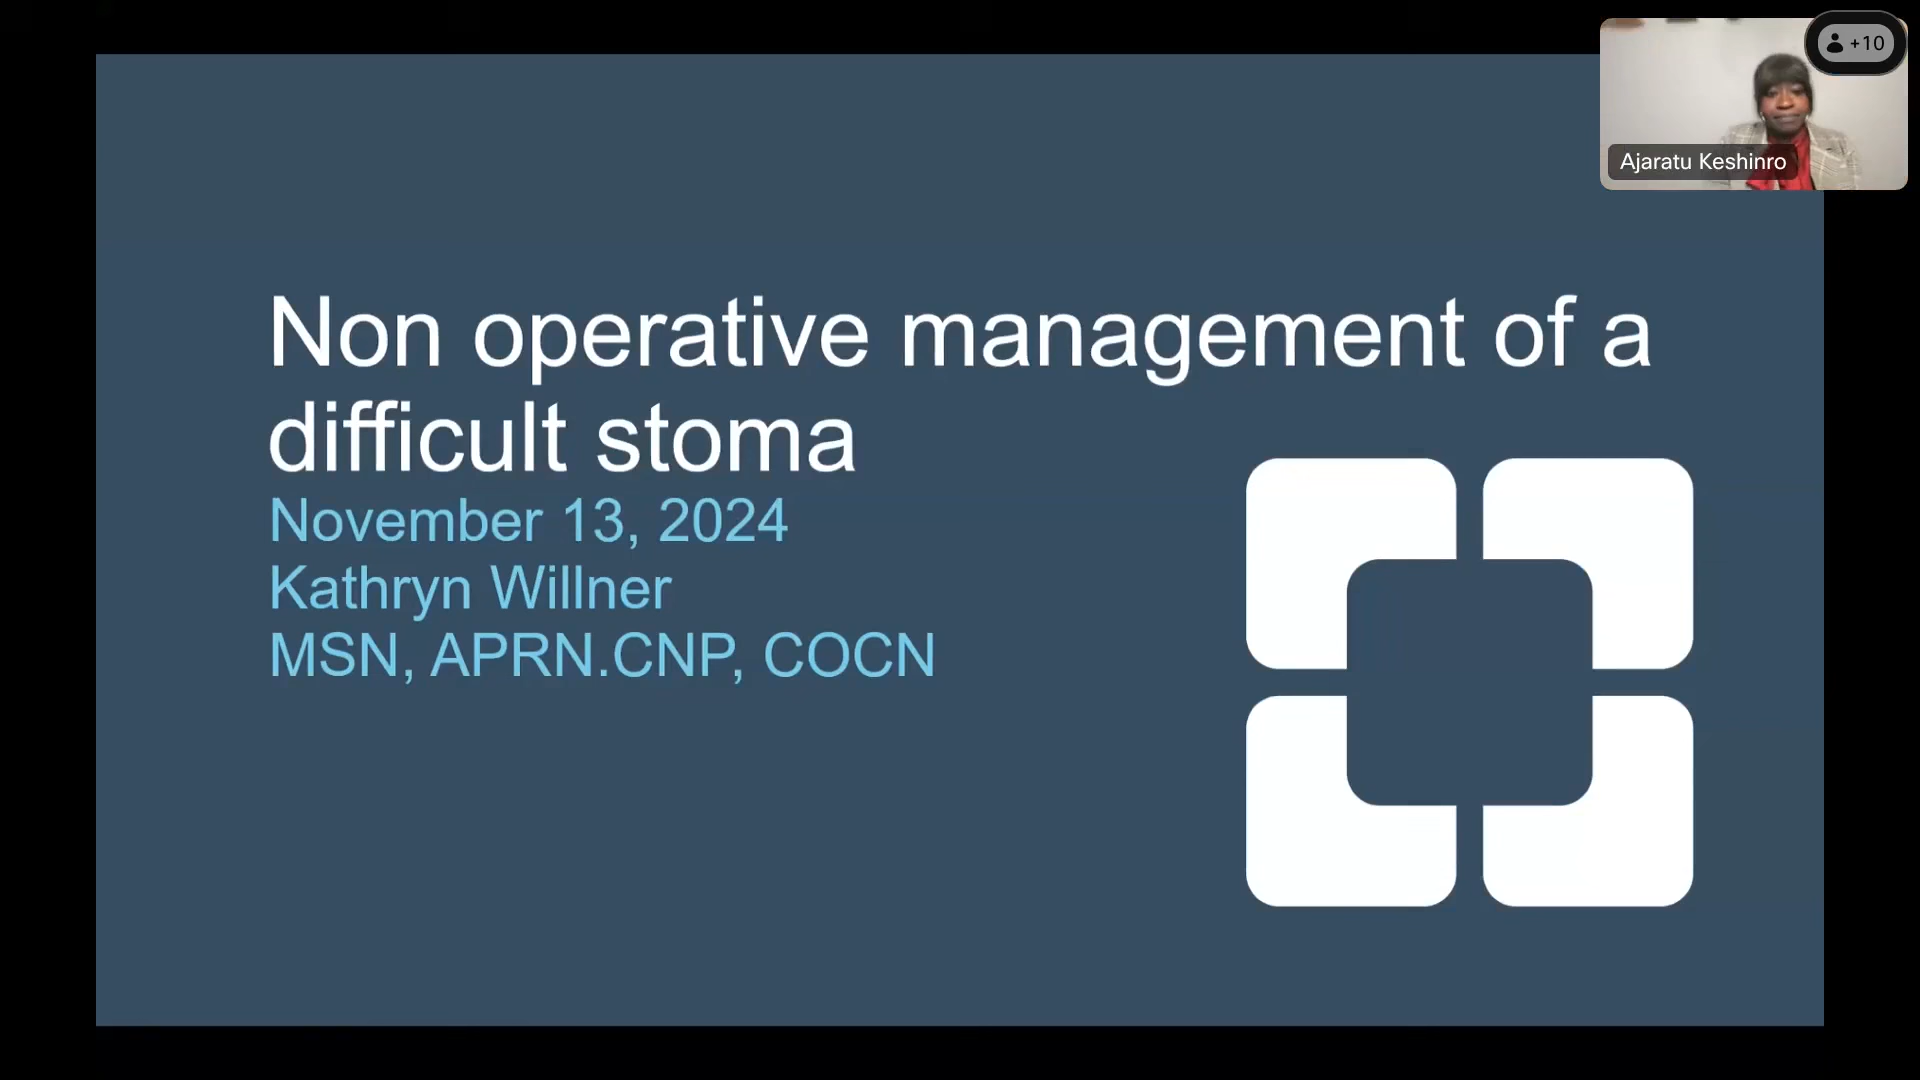 +10
Ajaratu Keshinro
Non operative management of a
difficult stoma
November 13, 2024
Kathryn Willner
MSN, APRN.CNP, COCN